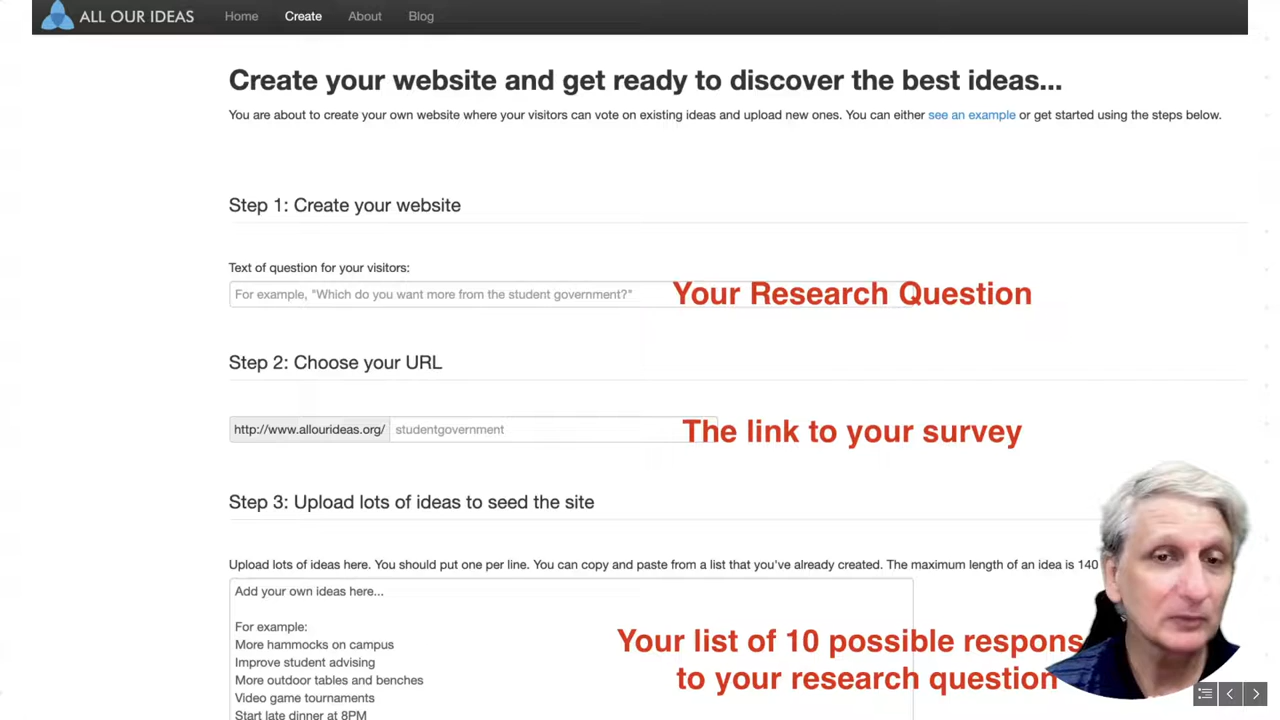 ALL OUR IDEAS Home Create About Blog
Create your website and get ready to discover the best ideas...
You are about to create your own website where your visitors can vote on existing ideas and upload new ones. You can either see an example or get started using the steps below.
Step 1: Create your website
Text of question for your visitors:
For example, "Which do you want more from the student government?"
Your Research Question
Step 2: Choose your URL
http://www.allourideas.org/ studentgovernment
The link to your survey
Step 3: Upload lots of ideas to seed the site
Upload lots of ideas here. You should put one per line. You can copy and paste from a list that you've already created. The maximum length of an idea is 140
Add your own ideas here...
For example:
More hammocks on campus
Improve student advising
More outdoor tables and benches
Video game tournaments
Start late dinner at 8PM
Your list of 10 possible respons
to your research question